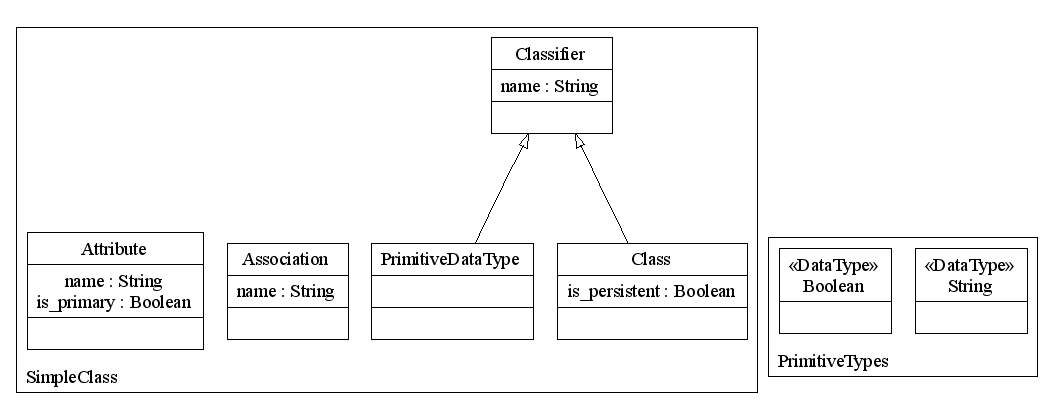 Classifier
name : String
Attribute
name : String
is_primary : Boolean
Association
name : String
PrimitiveDataType
Class
is_persistent : Boolean
SimpleClass
«DataType»
Boolean
«DataType»
String
PrimitiveTypes